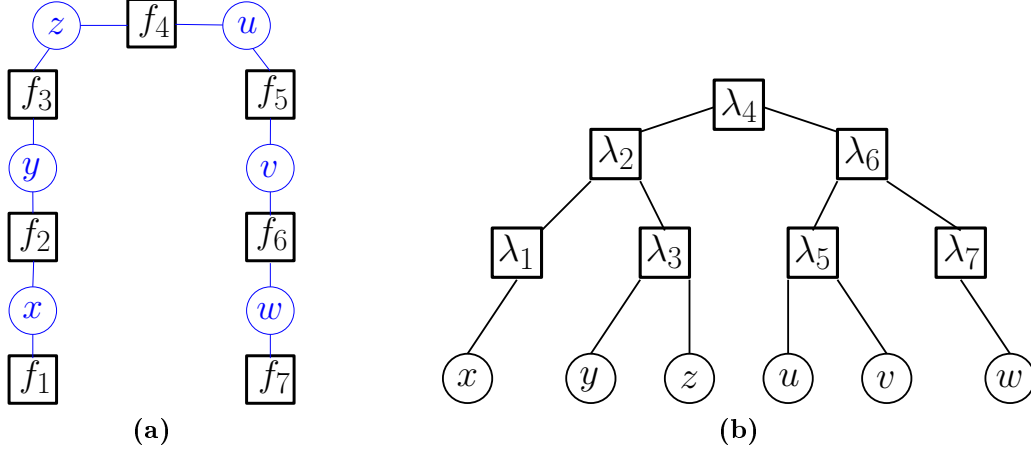 z f₄ u
f₃ f₅
y v
f₂ f₆
x w
f₁ f₇
(a)
λ₄
λ₂ λ₆
λ₁ λ₃ λ₅ λ₇
x y z u v w
(b)